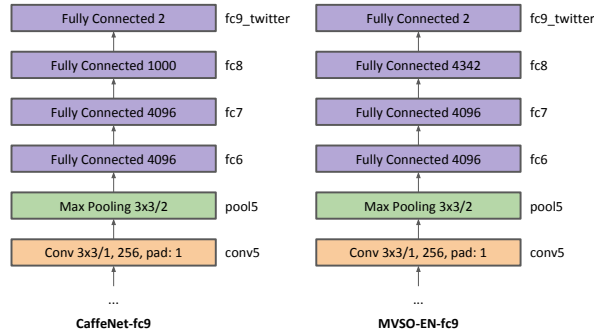 Fully Connected 2 fc9_twitter
Fully Connected 1000 fc8
Fully Connected 4096 fc7
Fully Connected 4096 fc6
Max Pooling 3x3/2 pool5
Conv 3x3/1, 256, pad: 1 conv5
...
CaffeNet-fc9
Fully Connected 2 fc9_twitter
Fully Connected 4342 fc8
Fully Connected 4096 fc7
Fully Connected 4096 fc6
Max Pooling 3x3/2 pool5
Conv 3x3/1, 256, pad: 1 conv5
...
MVSO-EN-fc9